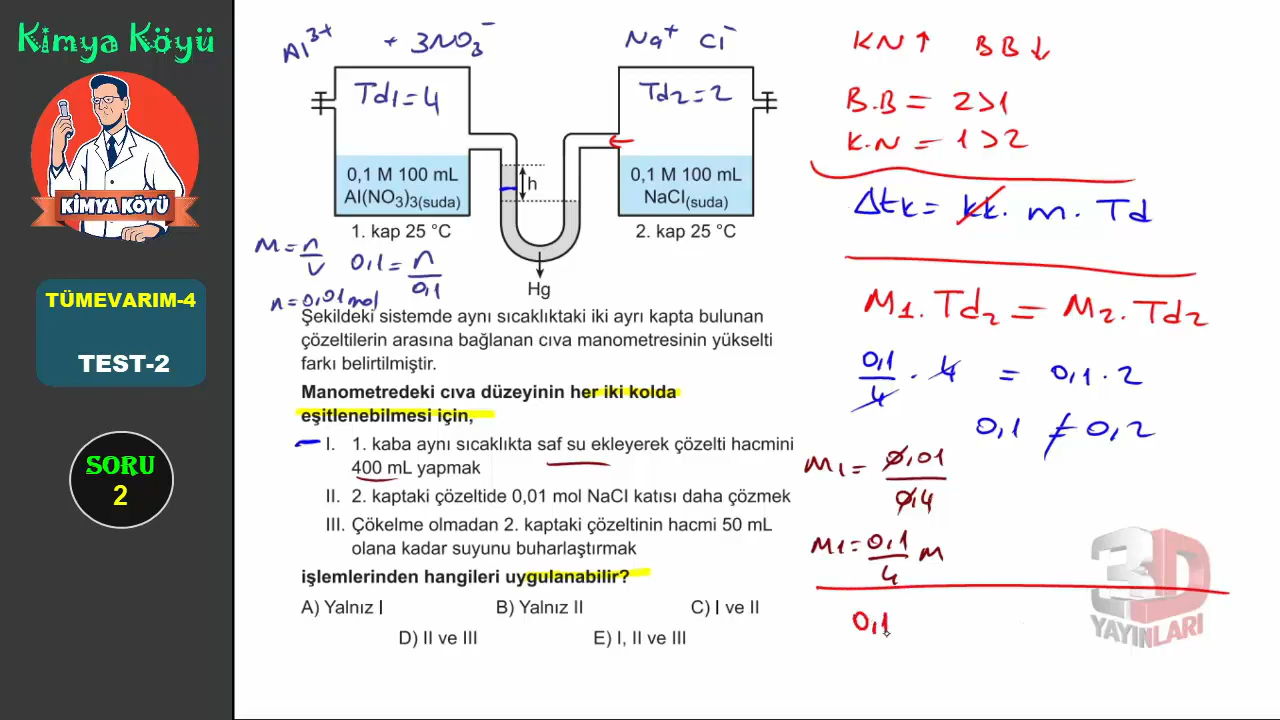 Kimya Köyü
KİMYA KÖYÜ
TÜMEVARIM-4
TEST-2
SORU
2
Al³⁺ + 3NO₃⁻
Na⁺ Cl⁻
Td₁=4
Td₂=2
0,1 M 100 mL
Al(NO₃)₃(suda)
h
0,1 M 100 mL
NaCl(suda)
1. kap 25 °C
2. kap 25 °C
Hg
M=n/v 0,1=n/0,1
n=0,01mol
Şekildeki sistemde aynı sıcaklıktaki iki ayrı kapta bulunan
çözeltilerin arasına bağlanan cıva manometresinin yükselti
farkı belirtilmiştir.
Manometredeki cıva düzeyinin her iki kolda
eşitlenebilmesi için,
I. 1. kaba aynı sıcaklıkta saf su ekleyerek çözelti hacmini
400 mL yapmak
II. 2. kaptaki çözeltide 0,01 mol NaCl katısı daha çözmek
III. Çökelme olmadan 2. kaptaki çözeltinin hacmi 50 mL
olana kadar suyunu buharlaştırmak
işlemlerinden hangileri uygulanabilir?
A) Yalnız I B) Yalnız II C) I ve II
D) II ve III E) I, II ve III
KN↑ BB↓
B.B = 2>1
K.N = 1>2
Δtk = kk. m. Td
M₁. Td₂ = M₂. Td₂
0,1/4 · 4 = 0,1·2
0,1 ≠ 0,2
M₁= 0,01/0,4
M₁= 0,1/4 M
0,1
3D
YAYINLARI